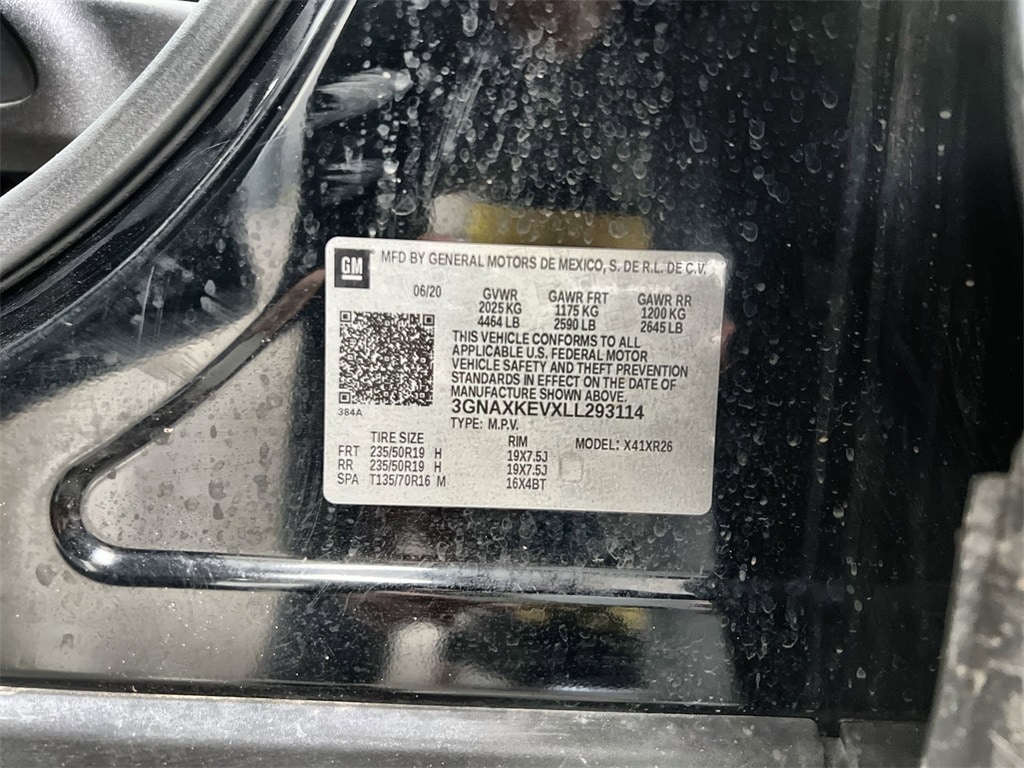 GM
MFD BY GENERAL MOTORS DE MEXICO, S. DE R.L. DE C.V.
06/20 GVWR GAWR FRT GAWR RR
2025 KG 1175 KG 1200 KG
4464 LB 2590 LB 2645 LB
THIS VEHICLE CONFORMS TO ALL
APPLICABLE U.S. FEDERAL MOTOR
VEHICLE SAFETY AND THEFT PREVENTION
STANDARDS IN EFFECT ON THE DATE OF
MANUFACTURE SHOWN ABOVE.
384A
3GNAXKEVXLL293114
TYPE: M.P.V.
TIRE SIZE RIM MODEL: X41XR26
FRT 235/50R19 H 19X7.5J
RR 235/50R19 H 19X7.5J
SPA T135/70R16 M 16X4BT